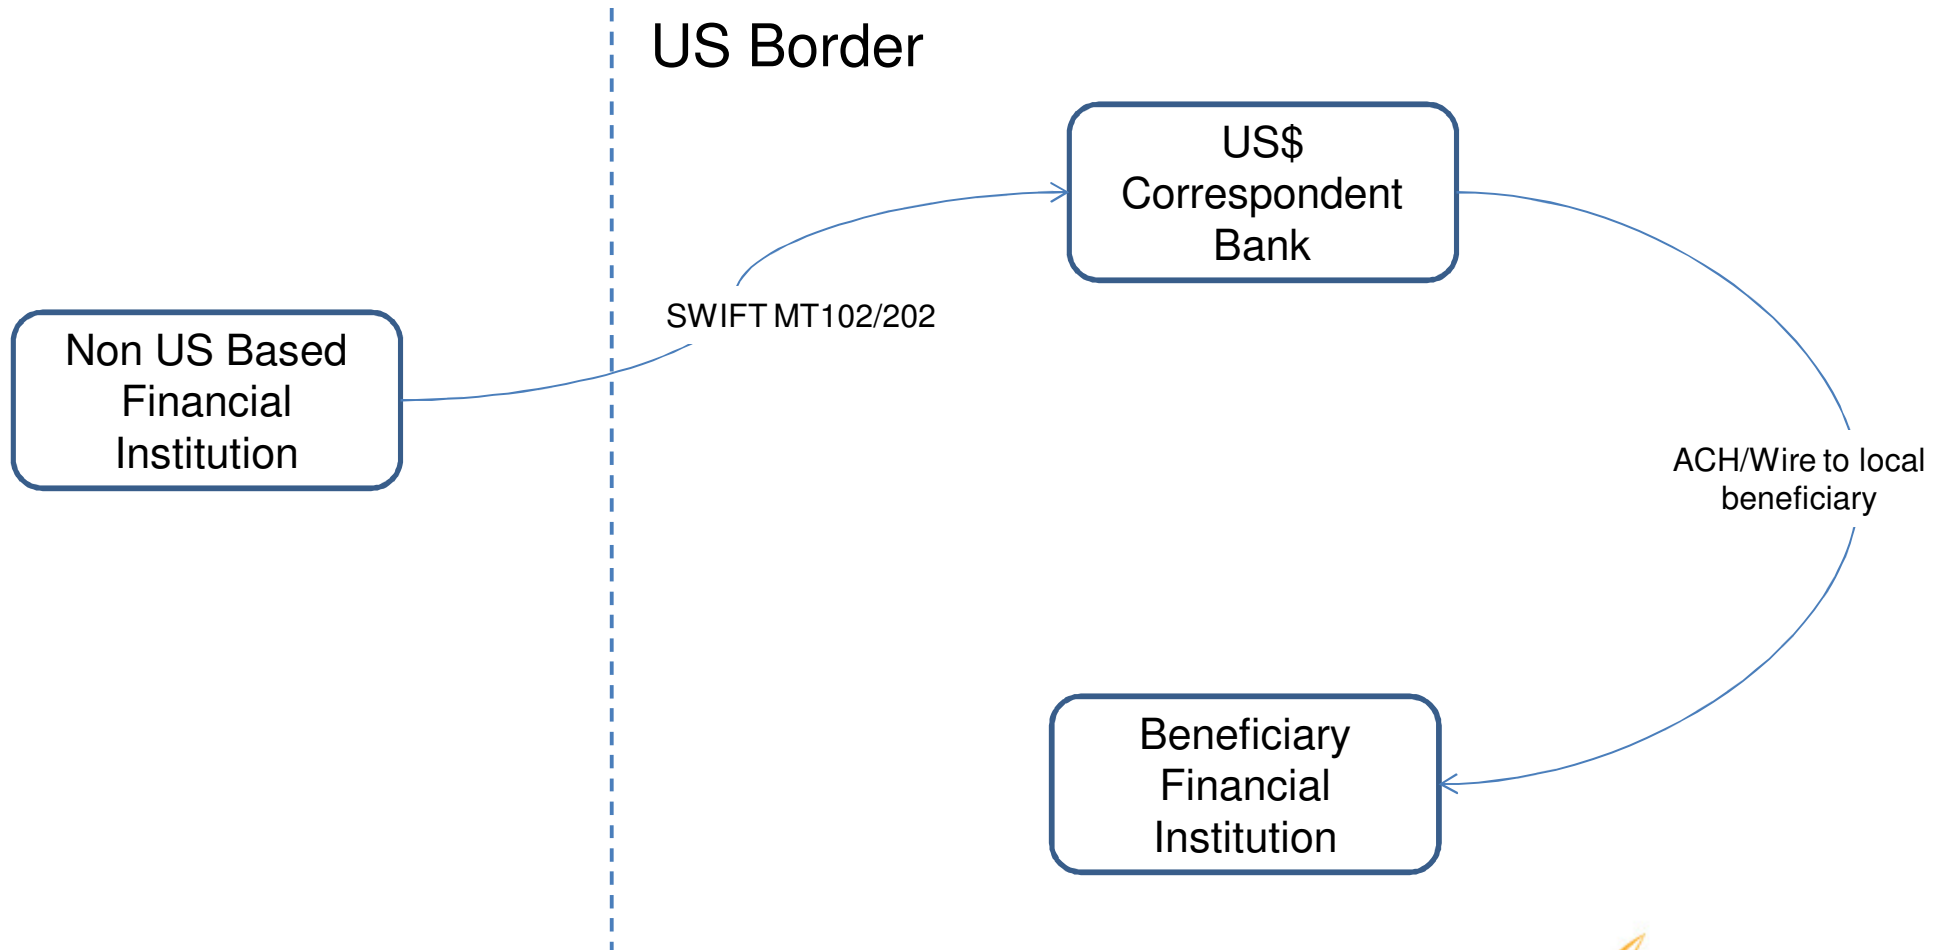 US Border
US$
Correspondent
Bank
SWIFT MT102/202
Non US Based
Financial
Institution
ACH/Wire to local
beneficiary
Beneficiary
Financial
Institution